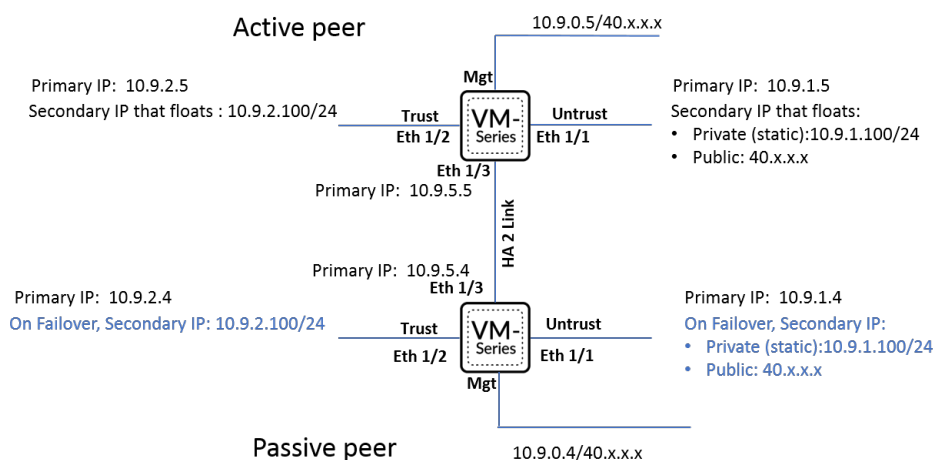 Active peer
10.9.0.5/40.x.x.x
Mgt
Primary IP: 10.9.2.5
Secondary IP that floats : 10.9.2.100/24
Trust
Eth 1/2
VM-
Series
Untrust
Eth 1/1
Primary IP: 10.9.1.5
Secondary IP that floats:
• Private (static):10.9.1.100/24
• Public: 40.x.x.x
Eth 1/3
Primary IP: 10.9.5.5
HA 2 Link
Primary IP: 10.9.5.4
Eth 1/3
Primary IP: 10.9.2.4
On Failover, Secondary IP: 10.9.2.100/24
Trust
Eth 1/2
VM-
Series
Untrust
Eth 1/1
Primary IP: 10.9.1.4
On Failover, Secondary IP:
• Private (static):10.9.1.100/24
• Public: 40.x.x.x
Mgt
Passive peer
10.9.0.4/40.x.x.x